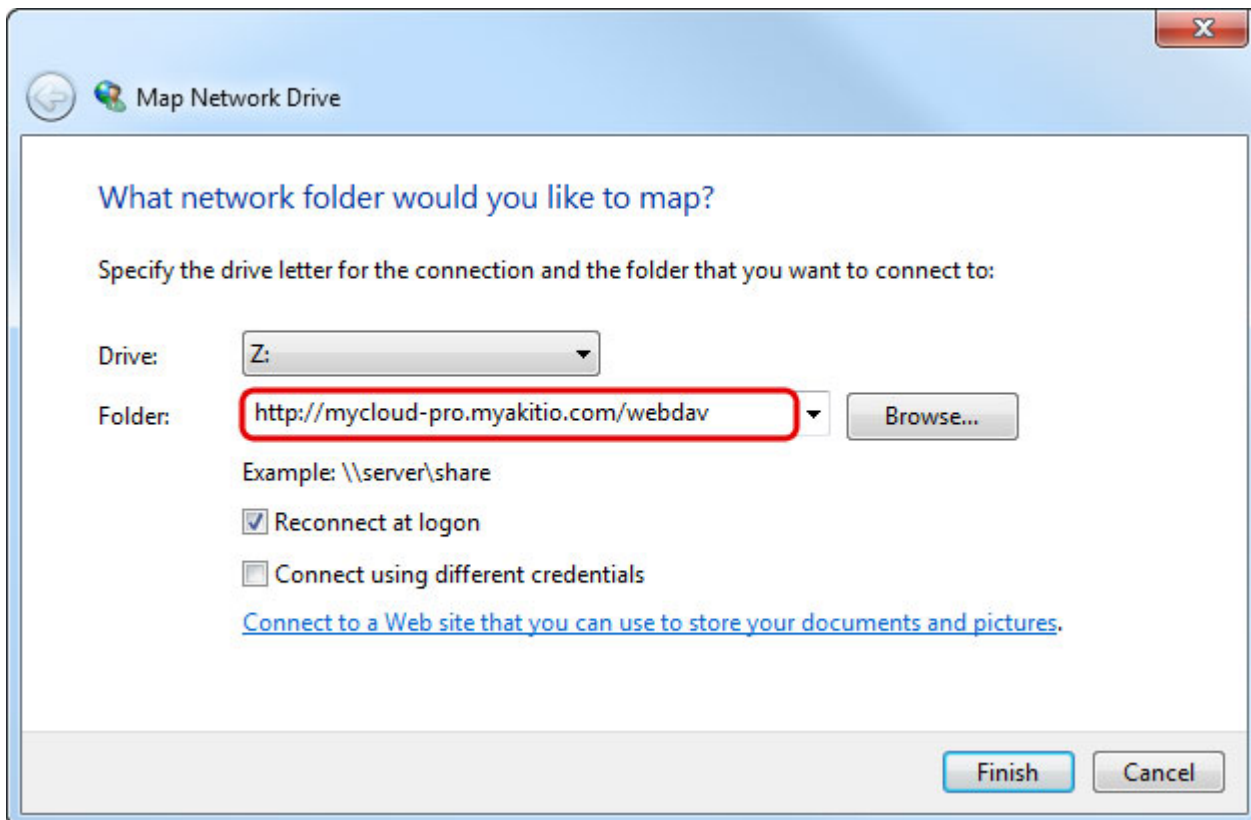 Map Network Drive
What network folder would you like to map?
Specify the drive letter for the connection and the folder that you want to connect to:
Drive: Z:
Folder: http://mycloud-pro.myakitio.com/webdav Browse...
Example: \\server\share
Reconnect at logon
Connect using different credentials
Connect to a Web site that you can use to store your documents and pictures.
Finish Cancel